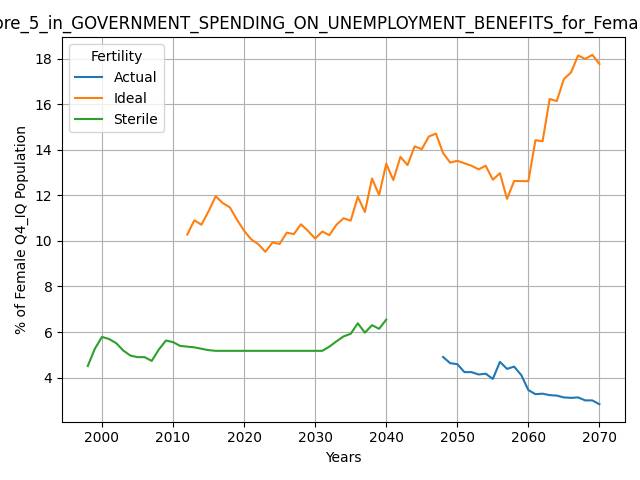 ore_5_in_GOVERNMENT_SPENDING_ON_UNEMPLOYMENT_BENEFITS_for_Fema
Fertility
Actual
Ideal
Sterile
% of Female Q4_IQ Population
18
16
14
12
10
8
6
4
2000 2010 2020 2030 2040 2050 2060 2070
Years